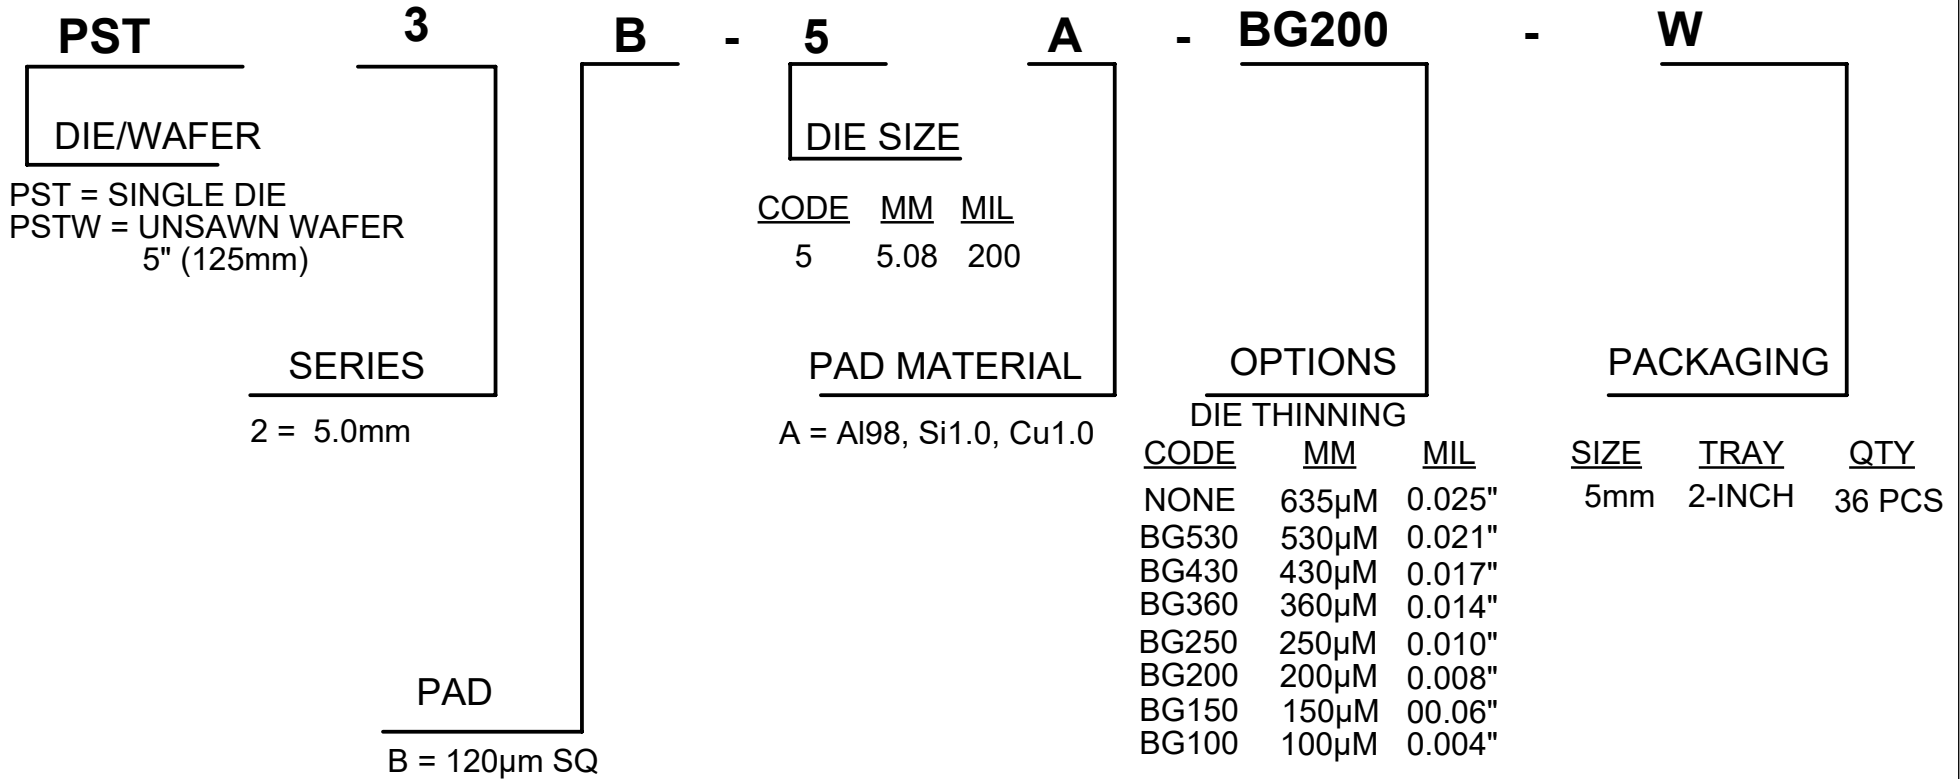 PST 3 B - 5 A - BG200 - W
DIE/WAFER
PST = SINGLE DIE
PSTW = UNSAWN WAFER
5" (125mm)
SERIES
2 = 5.0mm
PAD
B = 120µm SQ
DIE SIZE
CODE MM MIL
5 5.08 200
PAD MATERIAL
A = Al98, Si1.0, Cu1.0
OPTIONS
DIE THINNING
CODE MM MIL
NONE 635µM 0.025"
BG530 530µM 0.021"
BG430 430µM 0.017"
BG360 360µM 0.014"
BG250 250µM 0.010"
BG200 200µM 0.008"
BG150 150µM 00.06"
BG100 100µM 0.004"
PACKAGING
SIZE TRAY QTY
5mm 2-INCH 36 PCS